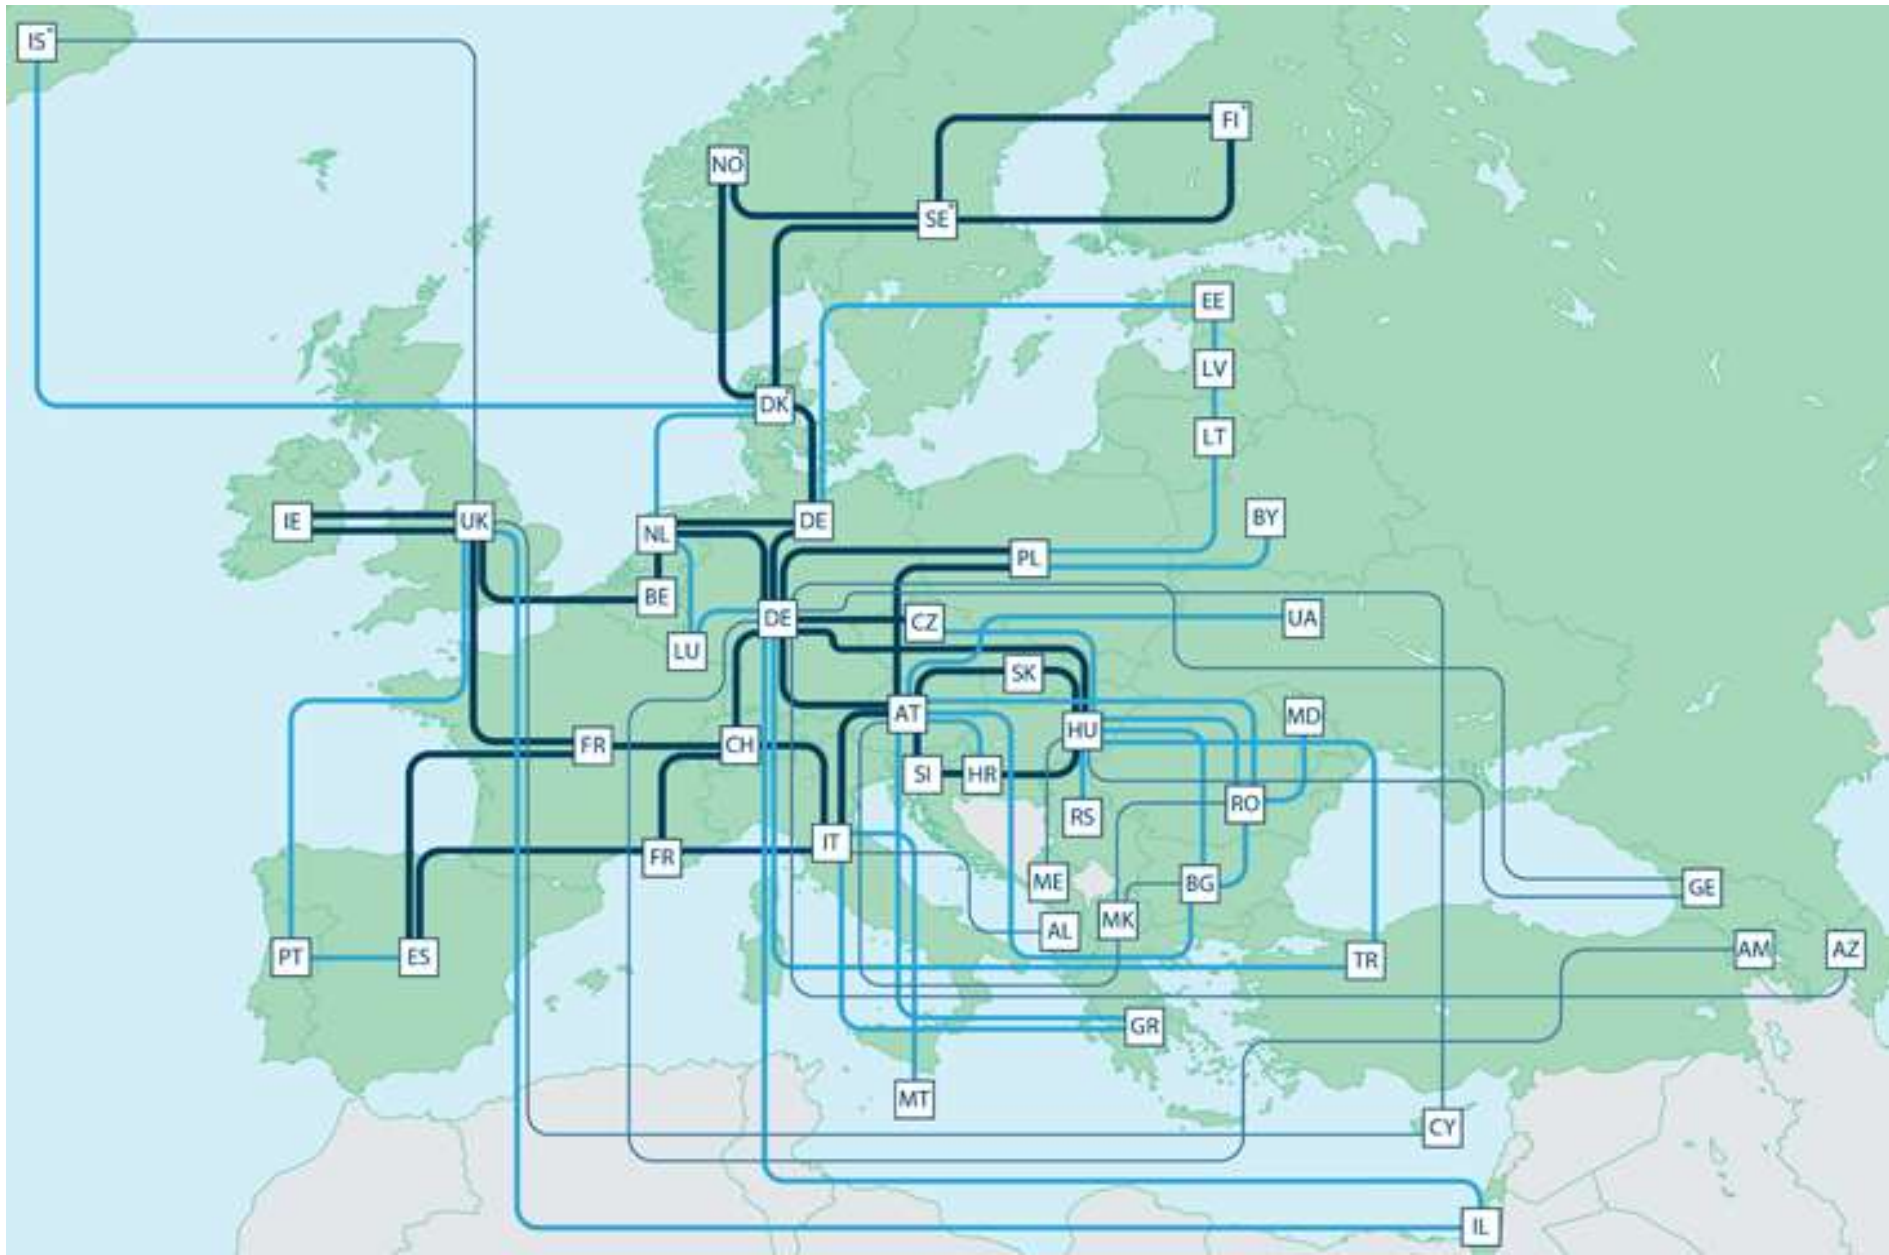 IS*
FI*
NO*
SE*
EE
LV
DK*
LT
IE
UK
NL
DE
BY
PL
BE
DE
CZ
UA
LU
SK
AT
MD
HU
FR
CH
SI
HR
RO
RS
IT
FR
ME
BG
GE
MK
AL
PT
ES
TR
AM
AZ
GR
MT
CY
IL